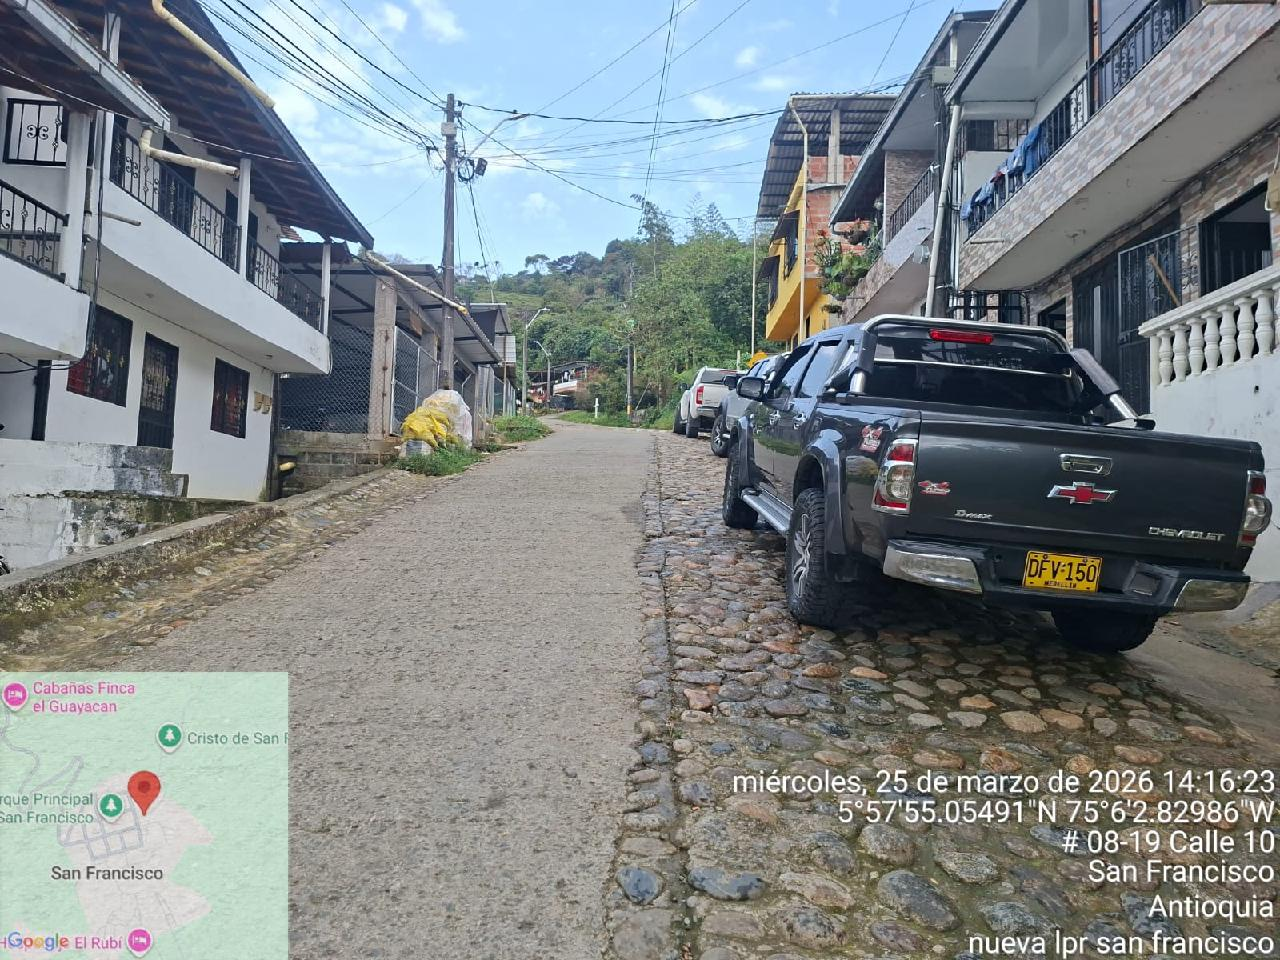 D-max
CHEVROLET
DFV·150
MEDELLIN
Cabañas Finca
el Guayacan
Cristo de San
rque Principal
San Francisco
San Francisco
Google
El Rubí
miércoles, 25 de marzo de 2026 14:16:23
5°57'55.05491"N 75°6'2.82986"W
# 08-19 Calle 10
San Francisco
Antioquia
nueva lpr san francisco